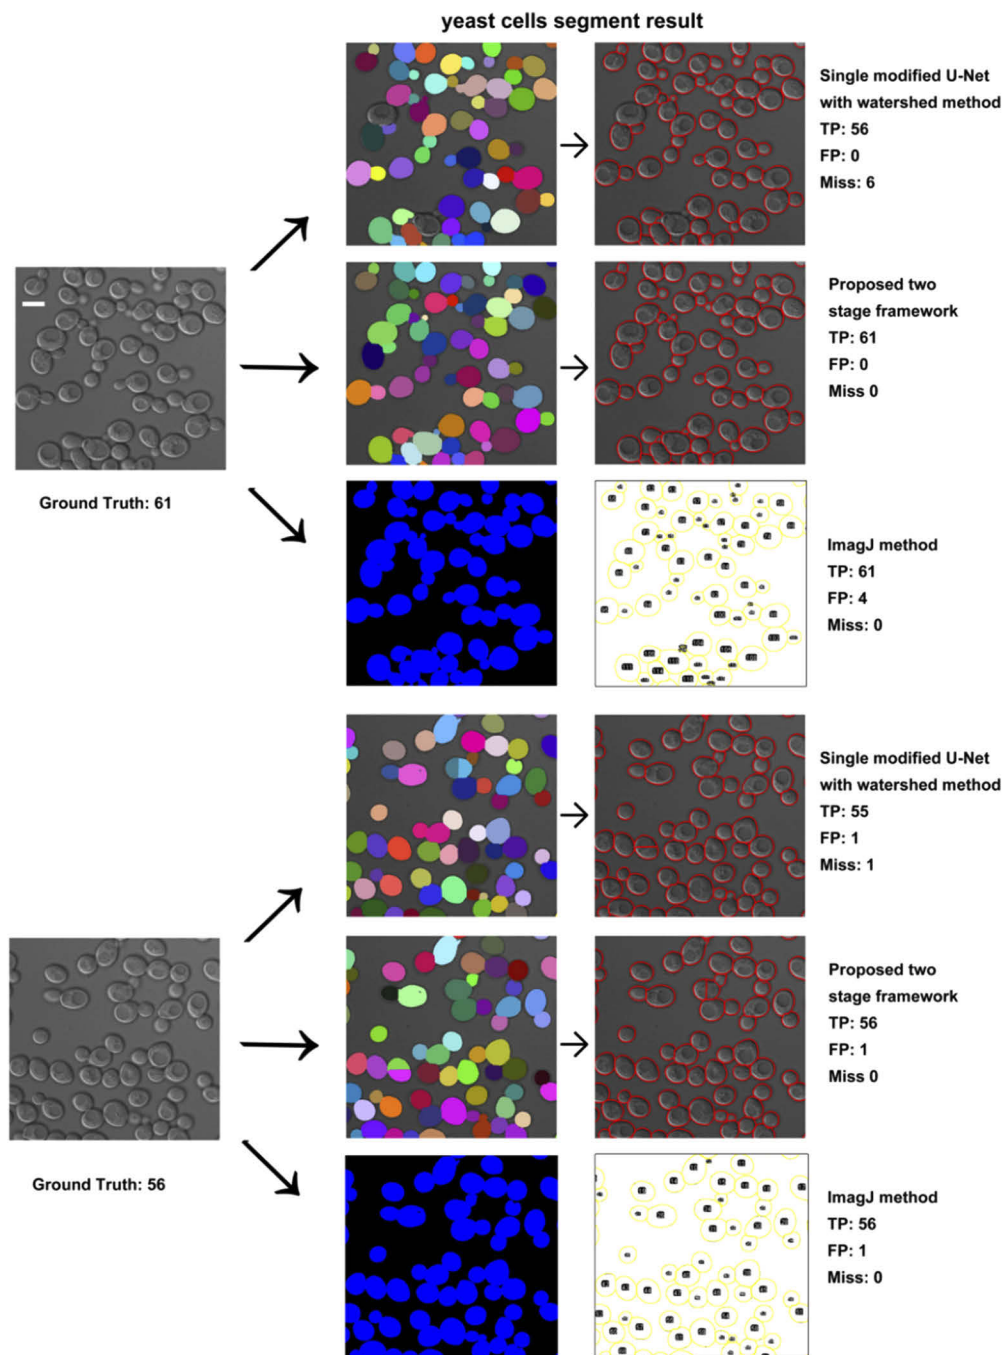 yeast cells segment result
Single modified U-Net
with watershed method
TP: 56
FP: 0
Miss: 6
Proposed two
stage framework
TP: 61
FP: 0
Miss 0
Ground Truth: 61
ImagJ method
TP: 61
FP: 4
Miss: 0
Single modified U-Net
with watershed method
TP: 55
FP: 1
Miss: 1
Proposed two
stage framework
TP: 56
FP: 1
Miss 0
Ground Truth: 56
ImagJ method
TP: 56
FP: 1
Miss: 0